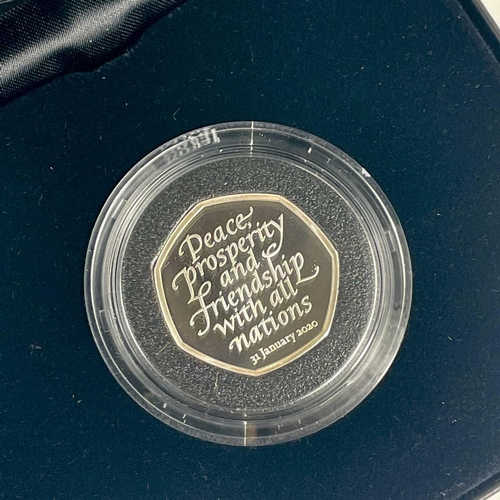 Peace,
prosperity
and
friendship
with all
nations
31 January 2020